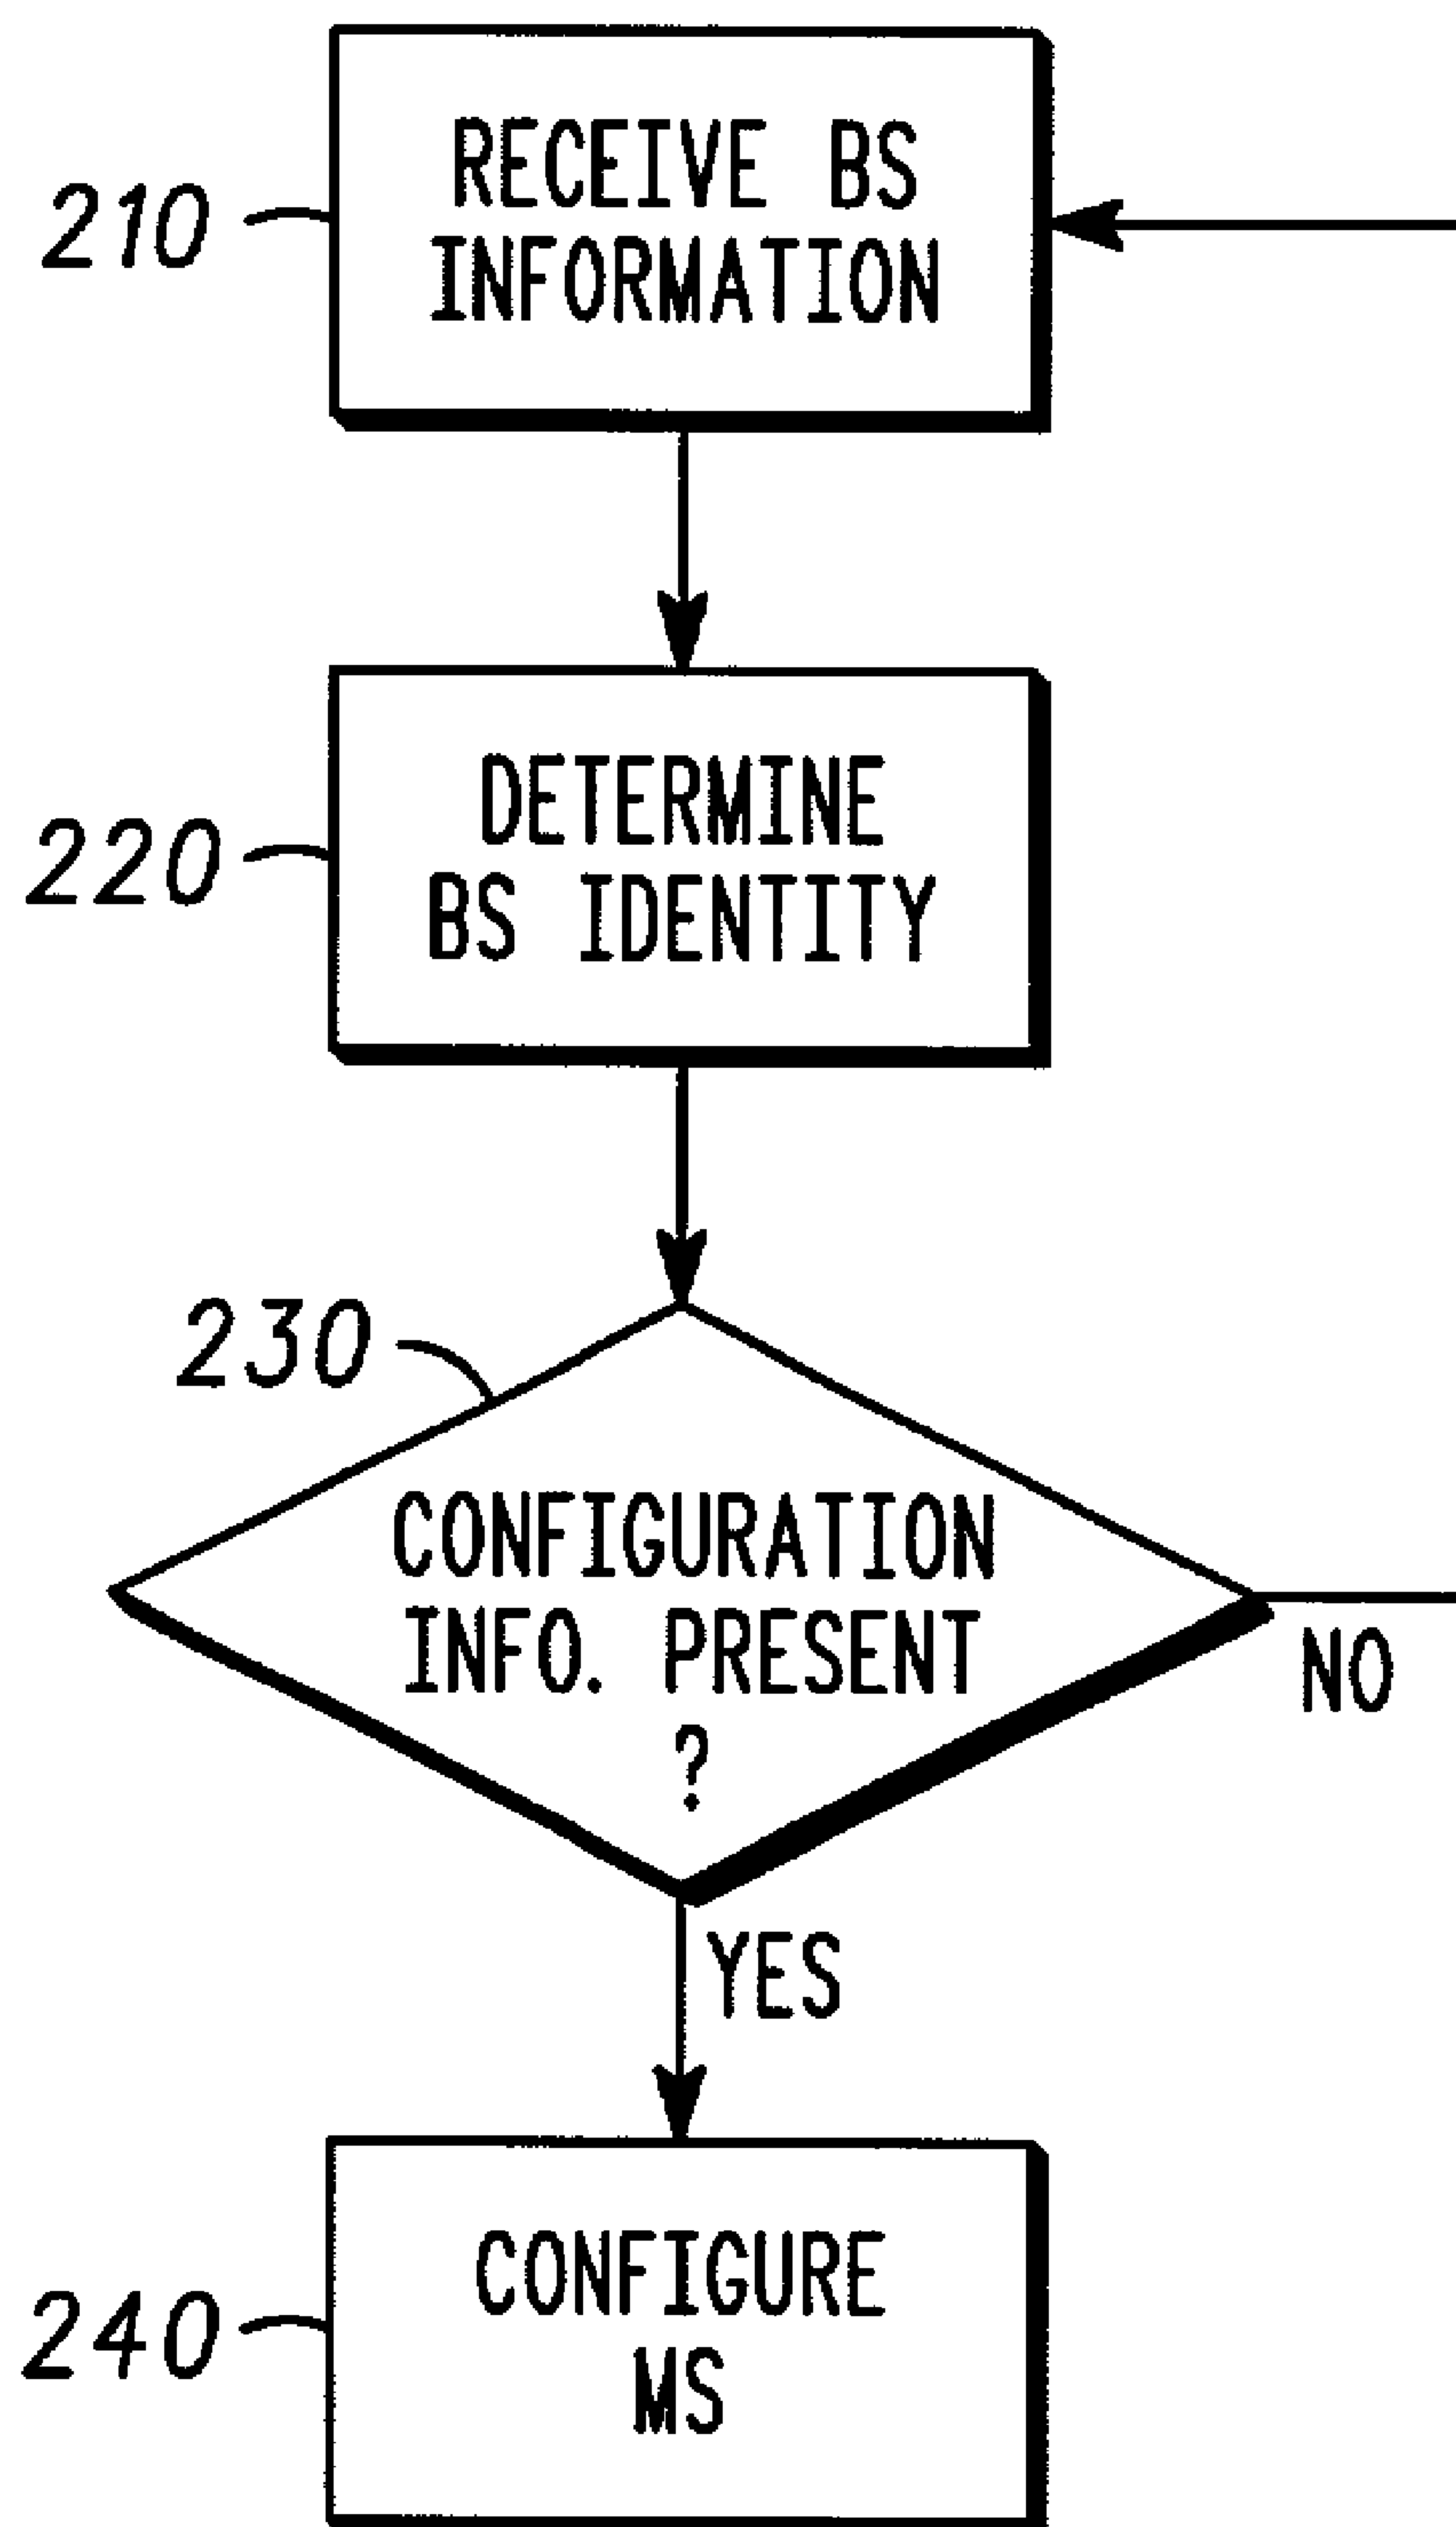 210
RECEIVE BS
INFORMATION
220
DETERMINE
BS IDENTITY
230
CONFIGURATION
INFO. PRESENT
?
NO
YES
240
CONFIGURE
MS